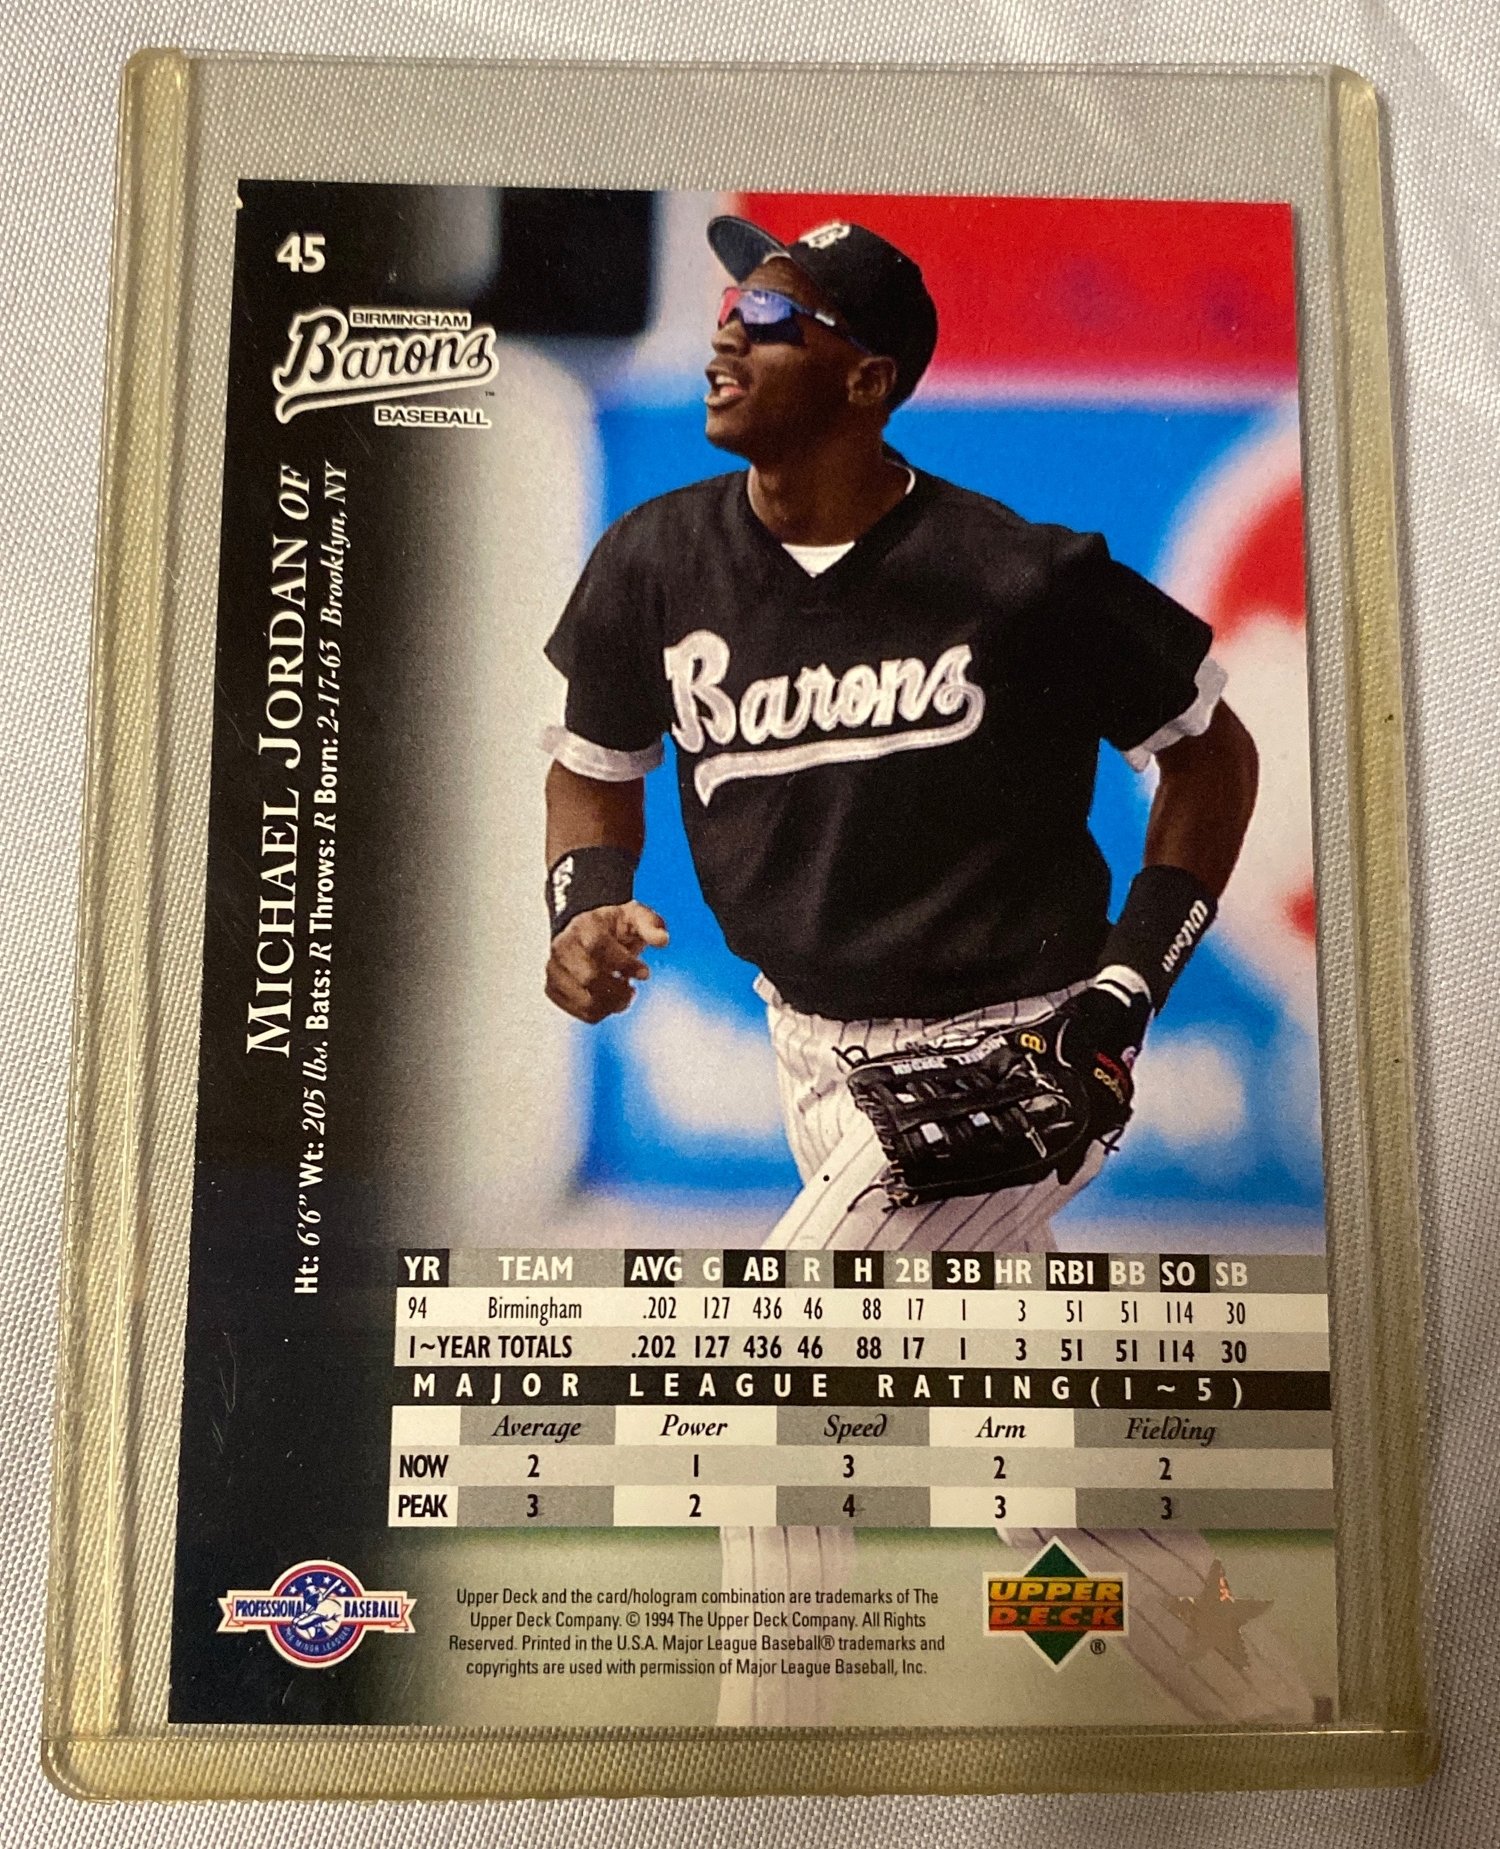 45
BIRMINGHAM
Barons
™
BASEBALL
MICHAEL JORDAN OF
Ht: 6'6" Wt: 205 lbs. Bats: R Throws: R Born: 2-17-63 Brooklyn, NY
Barons
Wilson
MICHAEL JORDAN
YR TEAM AVG G AB R H 2B 3B HR RBI BB SO SB
94 Birmingham .202 127 436 46 88 17 1 3 51 51 114 30
1~YEAR TOTALS .202 127 436 46 88 17 1 3 51 51 114 30
MAJOR LEAGUE RATING(1~5)
Average Power Speed Arm Fielding
NOW 2 1 3 2 2
PEAK 3 2 4 3 3
PROFESSIONAL BASEBALL
THE MINOR LEAGUES
Upper Deck and the card/hologram combination are trademarks of The
Upper Deck Company. © 1994 The Upper Deck Company. All Rights
Reserved. Printed in the U.S.A. Major League Baseball® trademarks and
copyrights are used with permission of Major League Baseball, Inc.
UPPER
DECK
®